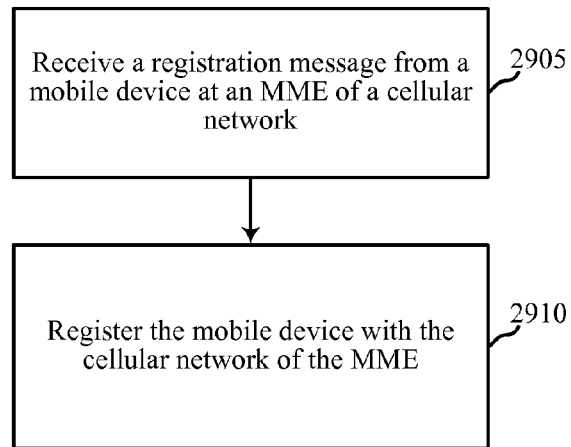 Receive a registration message from a
mobile device at an MME of a cellular
network
2905
Register the mobile device with the
cellular network of the MME
2910